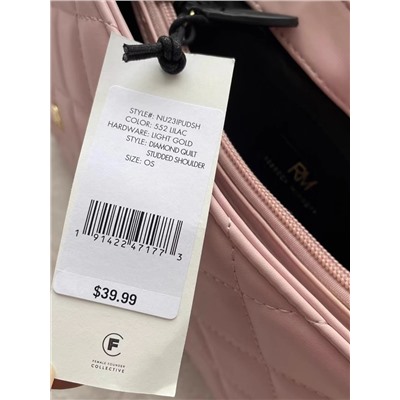 STYLE#: NU23IPUDSH
COLOR: 552 LILAC
HARDWARE: LIGHT GOLD
STYLE: DIAMOND QUILT
STUDDED SHOULDER
SIZE: OS
1 91422 47177 3
$39.99
F
FEMALE FOUNDER
COLLECTIVE
RM